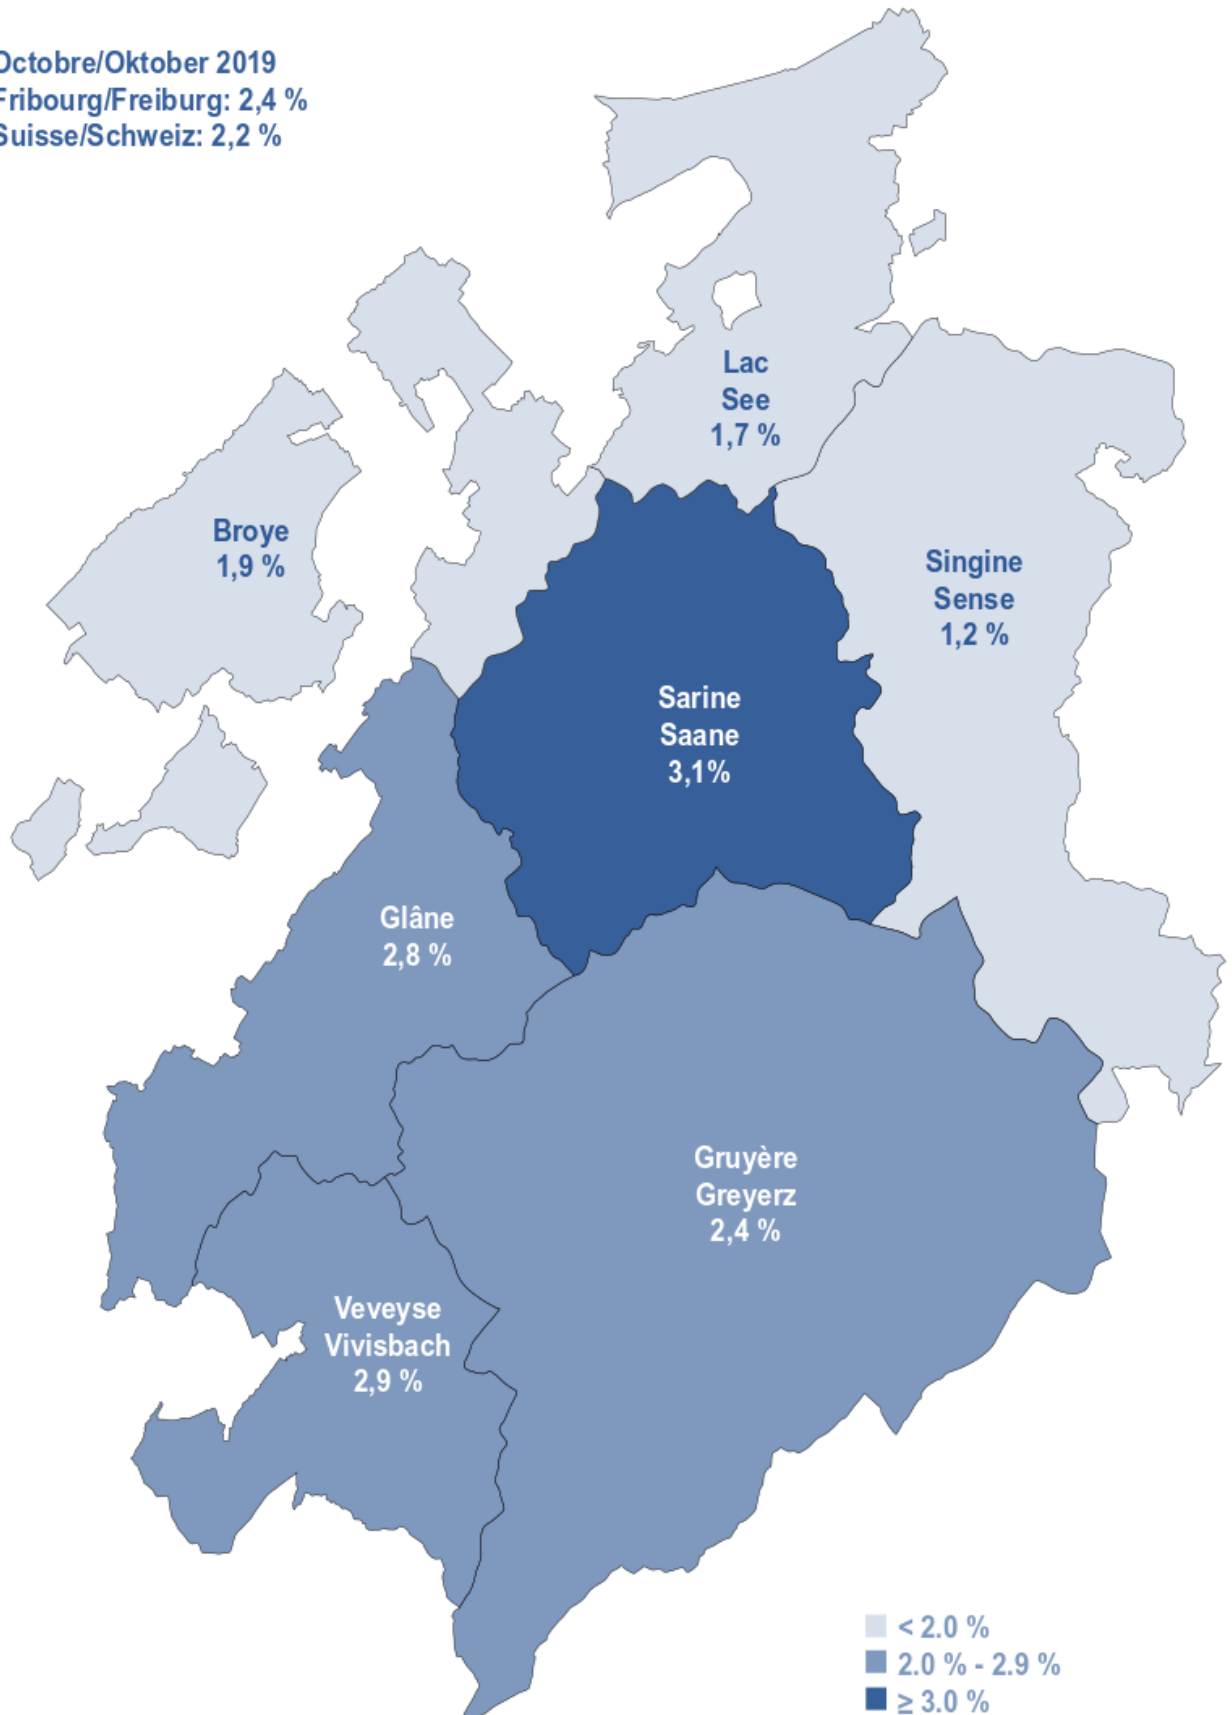 Octobre/Oktober 2019
Fribourg/Freiburg: 2,4 %
Suisse/Schweiz: 2,2 %
Lac
See
1,7 %
Broye
1,9 %
Singine
Sense
1,2 %
Sarine
Saane
3,1%
Glâne
2,8 %
Gruyère
Greyerz
2,4 %
Veveyse
Vivisbach
2,9 %
< 2.0 %
2.0 % - 2.9 %
≥ 3.0 %